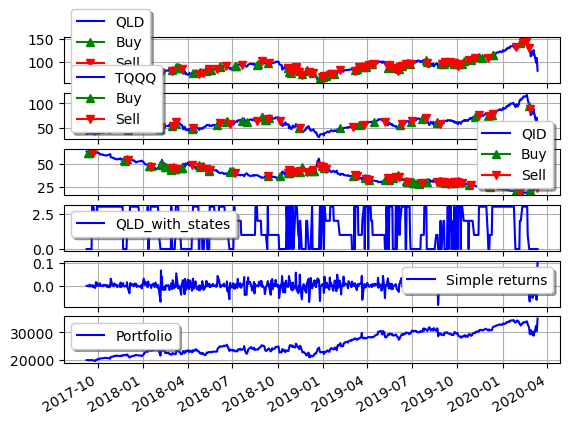 QLD
Buy
Sell
150
100
TQQQ
Buy
Sell
100
50
QID
Buy
Sell
50
25
QLD_with_states
2.5
0.0
Simple returns
0.1
0.0
Portfolio
30000
20000
2017-10 2018-01 2018-04 2018-07 2018-10 2019-01 2019-04 2019-07 2019-10 2020-01 2020-04